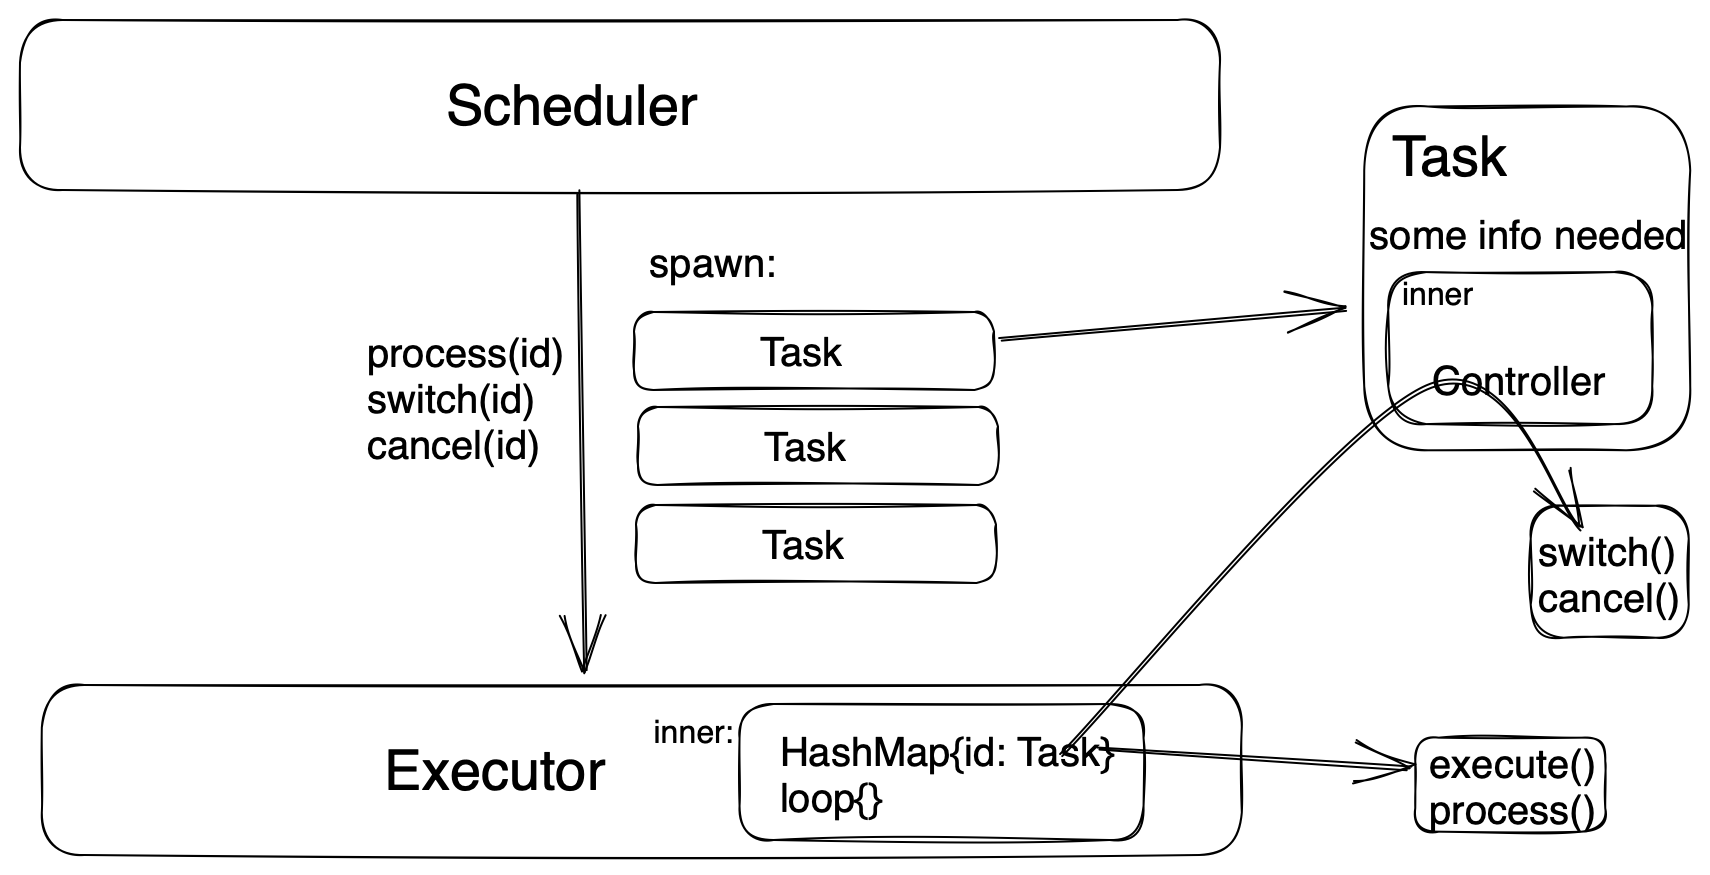 Scheduler
Task
some info needed
inner
Controller
spawn:
Task
Task
Task
process(id)
switch(id)
cancel(id)
switch()
cancel()
Executor
inner:
HashMap{id: Task}
loop{}
execute()
process()